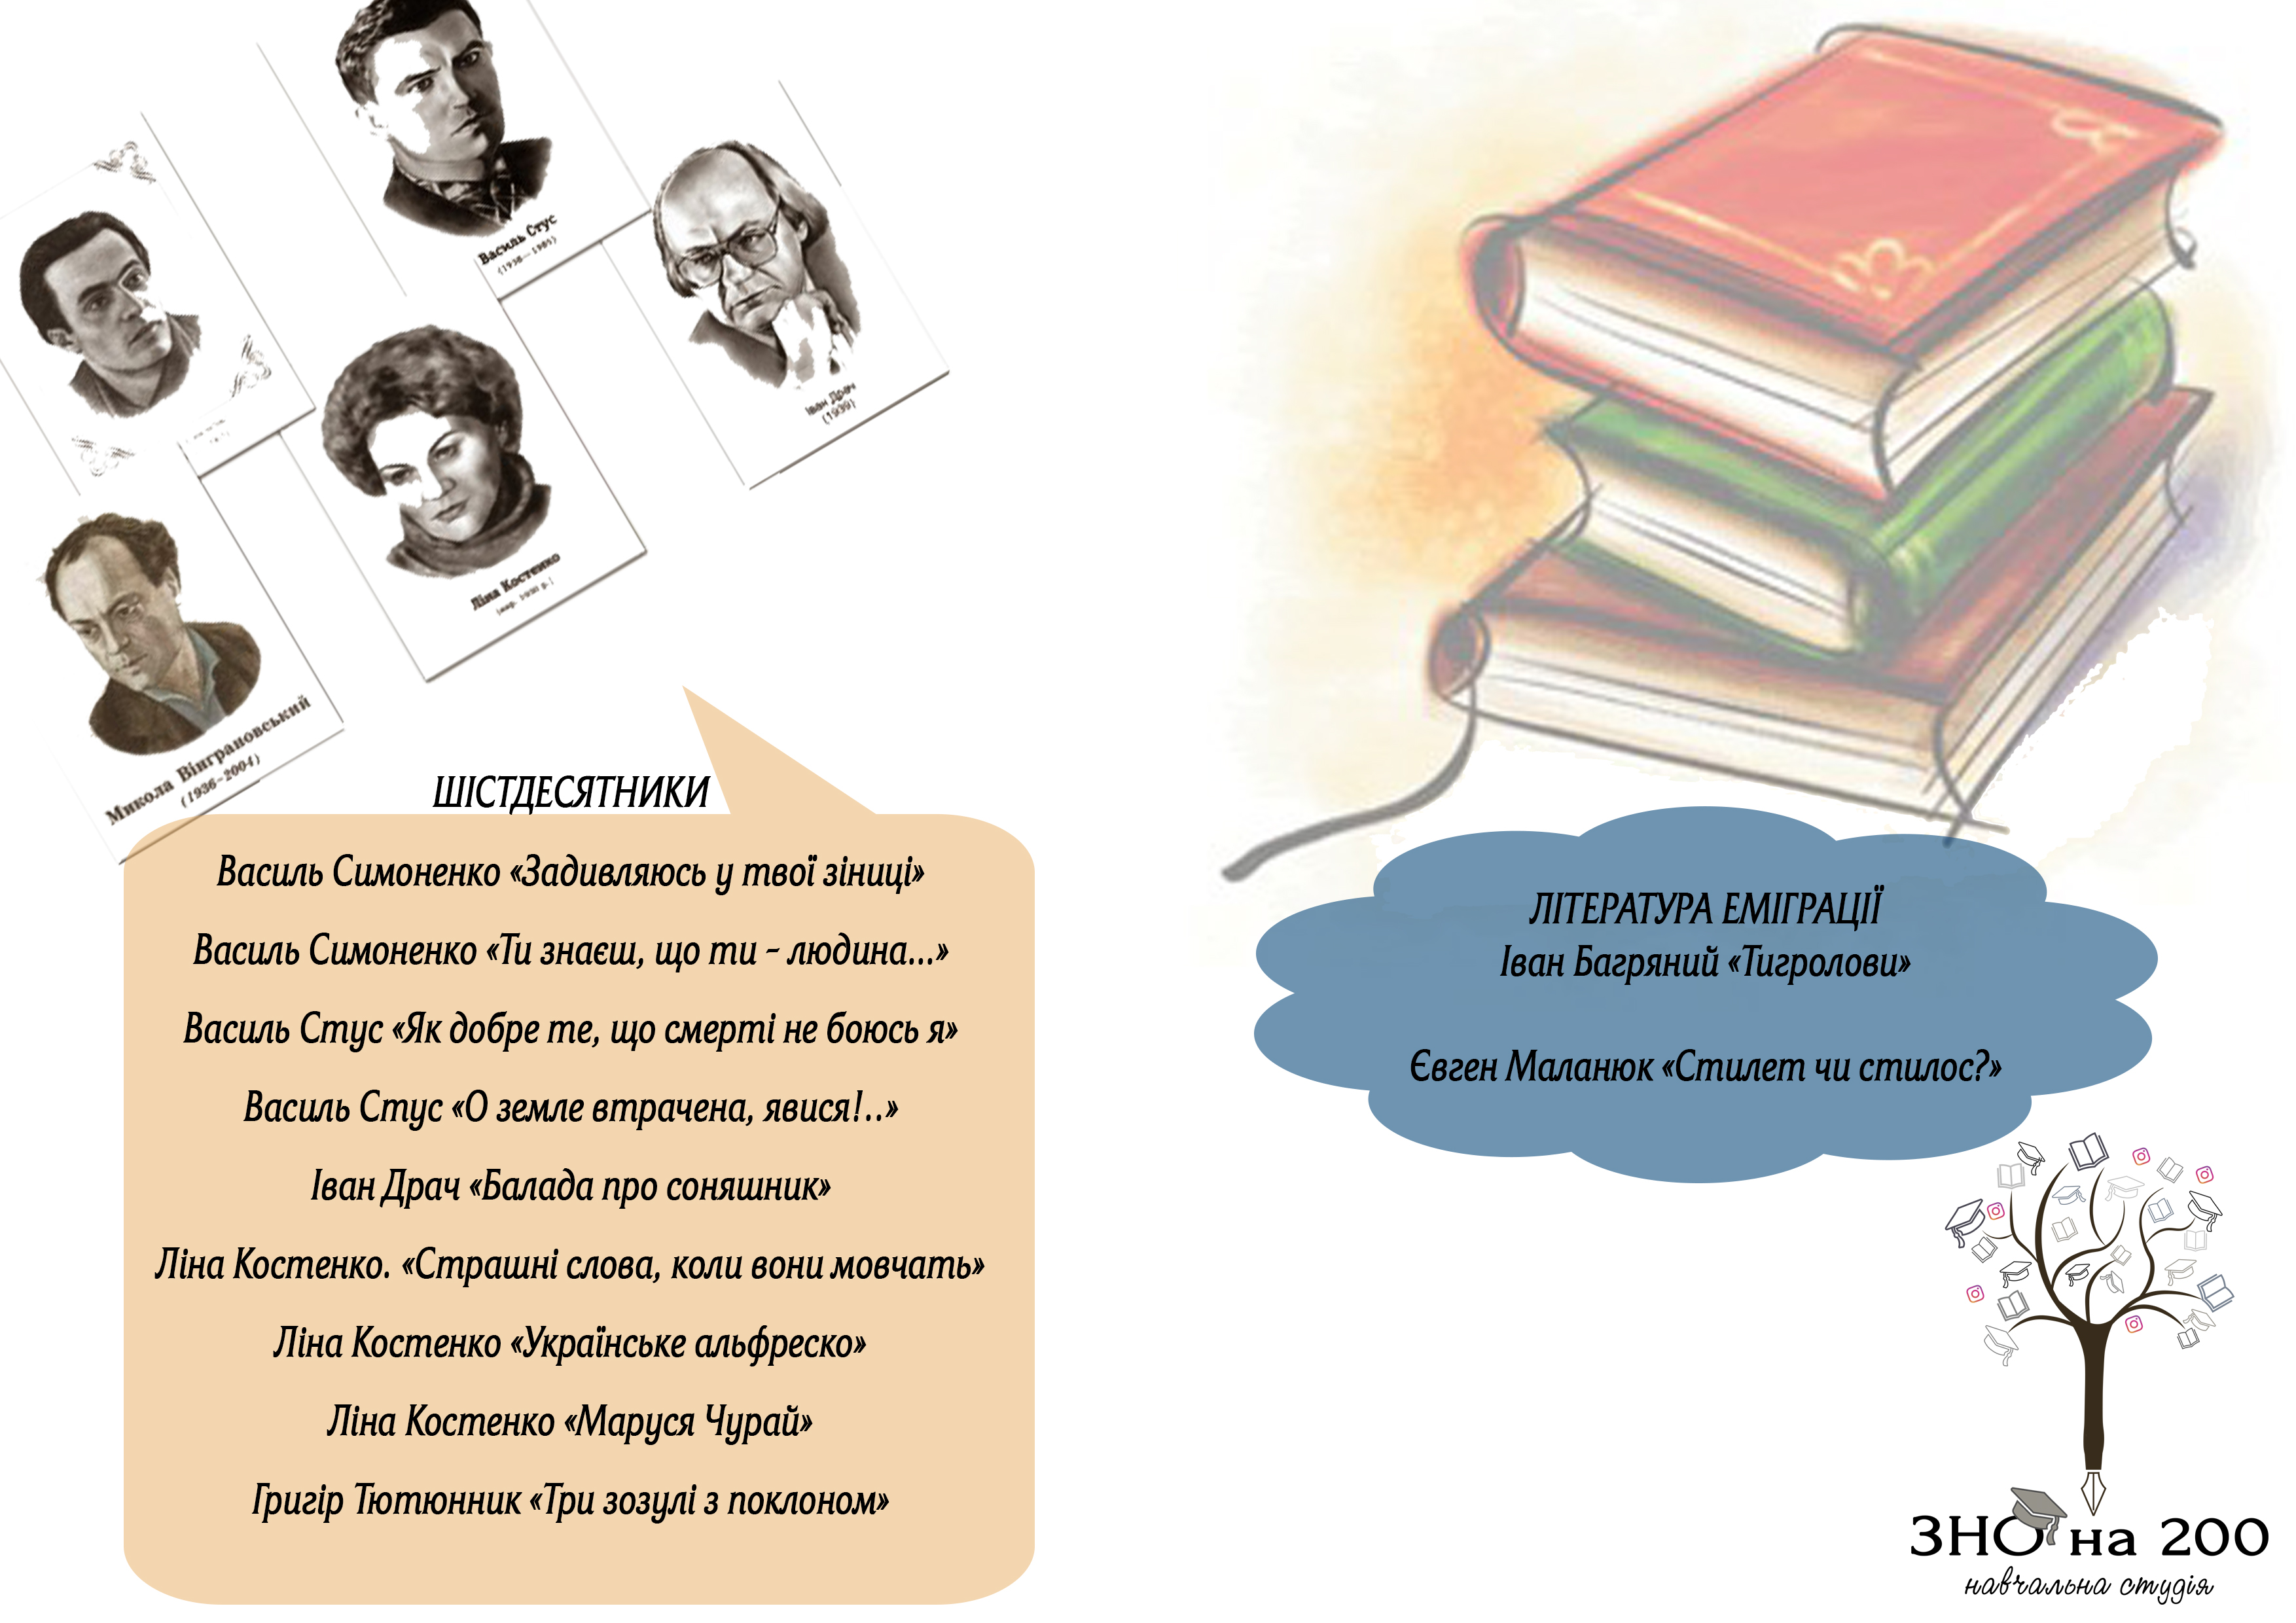 Василь Стус
(1938—1985)
Іван Драч
(1939)
Ліна Костенко
(нар. 1930 р.)
Микола Вінграновський
(1936-2004)
ШІСТДЕСЯТНИКИ
Василь Симоненко «Задивляюсь у твої зіниці»
Василь Симоненко «Ти знаєш, що ти - людина...»
Василь Стус «Як добре те, що смерті не боюсь я»
Василь Стус «О земле втрачена, явися!..»
Іван Драч «Балада про соняшник»
Ліна Костенко. «Страшні слова, коли вони мовчать»
Ліна Костенко «Українське альфреско»
Ліна Костенко «Маруся Чурай»
Григір Тютюнник «Три зозулі з поклоном»
ЛІТЕРАТУРА ЕМІГРАЦІЇ
Іван Багряний «Тигролови»
Євген Маланюк «Стилет чи стилос?»
ЗНО на 200
навчальна студія